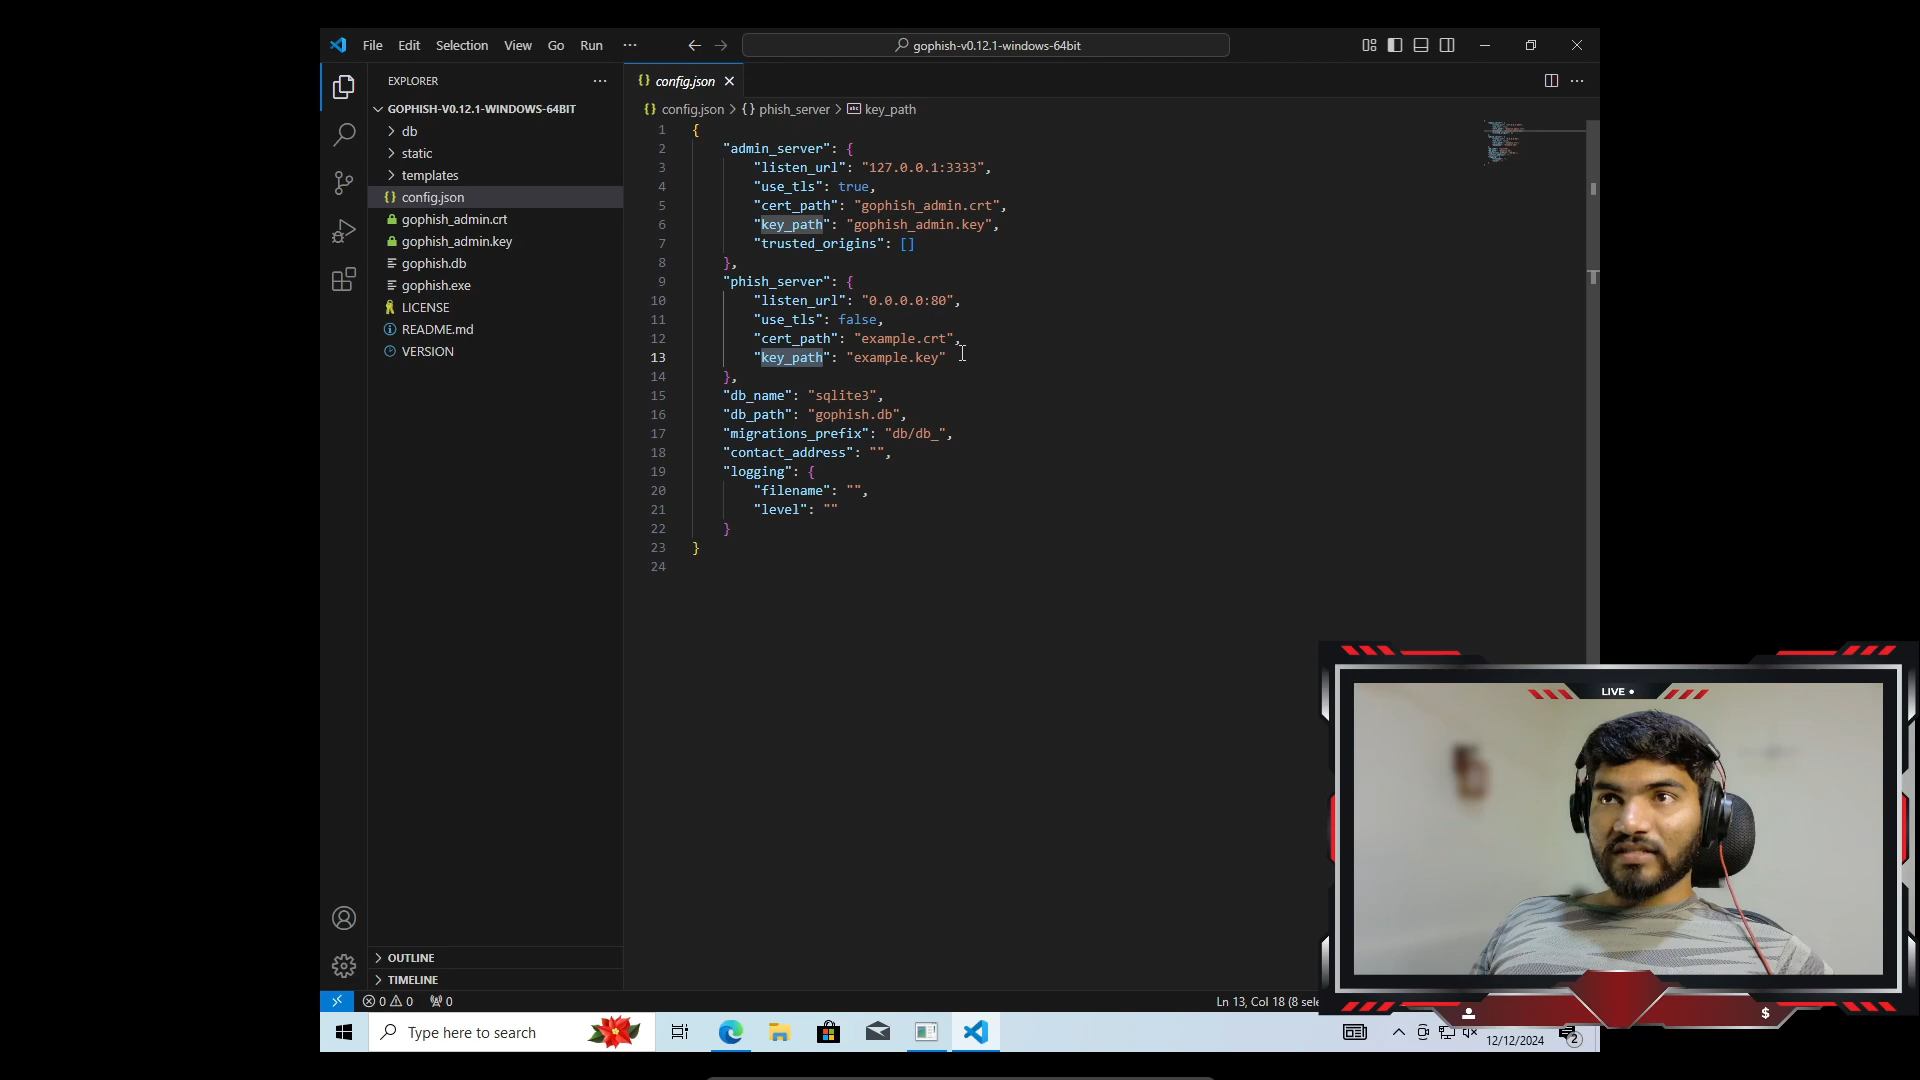 File Edit Selection View Go Run ···
gophish-v0.12.1-windows-64bit
EXPLORER
GOPHISH-V0.12.1-WINDOWS-64BIT
db
static
templates
{} config.json
gophish_admin.crt
gophish_admin.key
gophish.db
gophish.exe
LICENSE
README.md
VERSION
OUTLINE
TIMELINE
{} config.json
{} config.json > {} phish_server > key_path
1 {
2 "admin_server": {
3 "listen_url": "127.0.0.1:3333",
4 "use_tls": true,
5 "cert_path": "gophish_admin.crt",
6 "key_path": "gophish_admin.key",
7 "trusted_origins": []
8 },
9 "phish_server": {
10 "listen_url": "0.0.0.0:80",
11 "use_tls": false,
12 "cert_path": "example.crt",
13 "key_path": "example.key"
14 },
15 "db_name": "sqlite3",
16 "db_path": "gophish.db",
17 "migrations_prefix": "db/db_",
18 "contact_address": "",
19 "logging": {
20 "filename": "",
21 "level": ""
22 }
23 }
24
LIVE
0 0 0
Ln 13, Col 18 (8 sele
$
Type here to search
12/12/2024
2